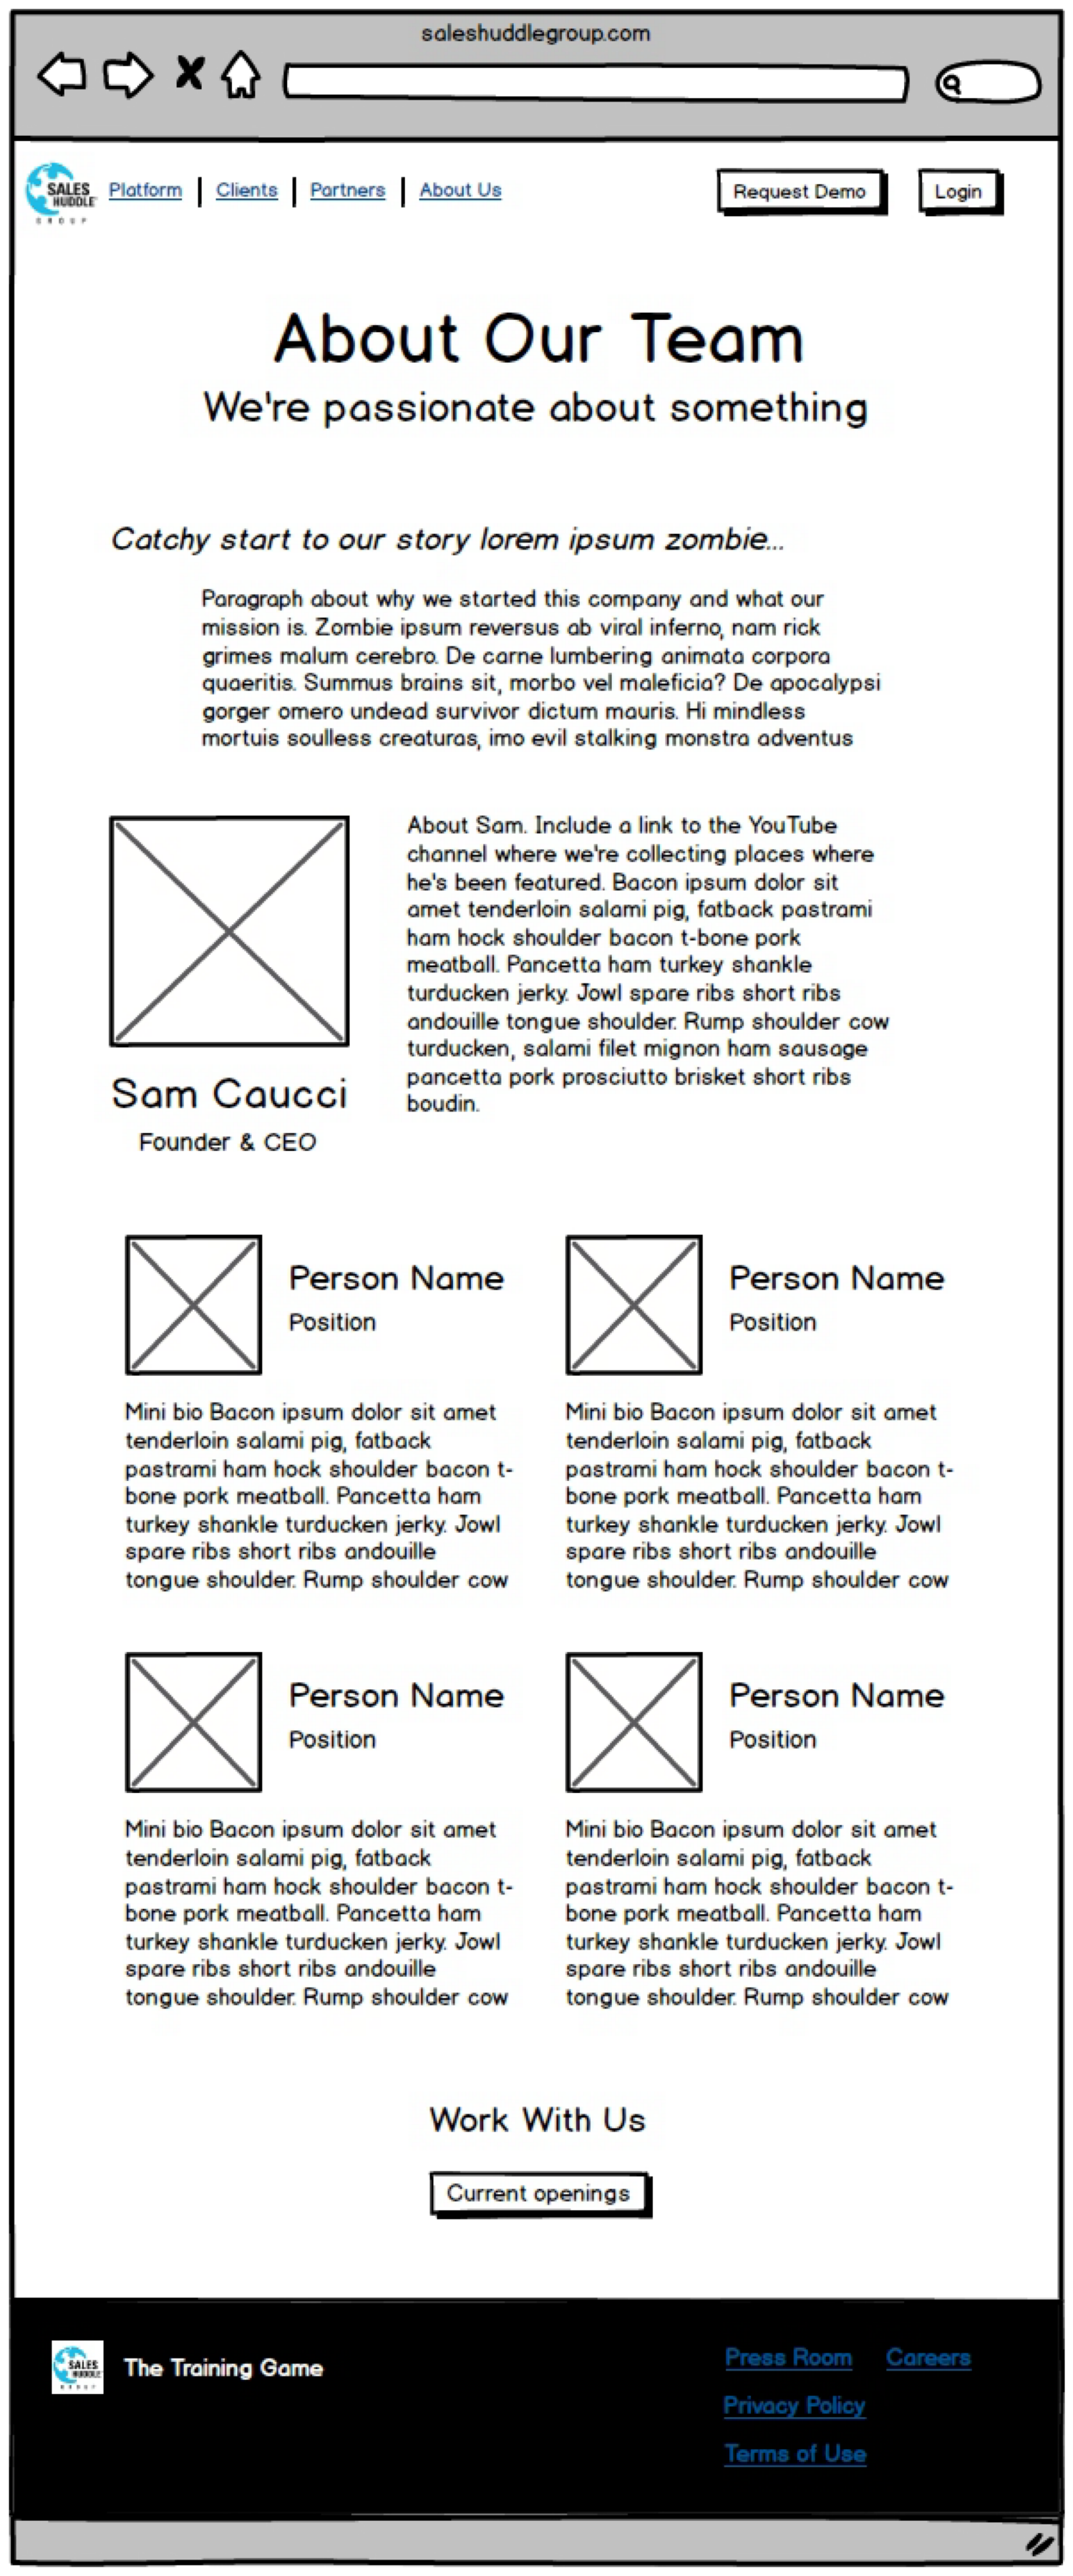 saleshuddlegroup.com
SALES
HUDDLE
GROUP
Platform | Clients | Partners | About Us
Request Demo
Login
About Our Team
We're passionate about something
Catchy start to our story lorem ipsum zombie...
Paragraph about why we started this company and what our
mission is. Zombie ipsum reversus ab viral inferno, nam rick
grimes malum cerebro. De carne lumbering animata corpora
quaeritis. Summus brains sit, morbo vel maleficia? De apocalypsi
gorger omero undead survivor dictum mauris. Hi mindless
mortuis soulless creaturas, imo evil stalking monstra adventus
About Sam. Include a link to the YouTube
channel where we're collecting places where
he's been featured. Bacon ipsum dolor sit
amet tenderloin salami pig, fatback pastrami
ham hock shoulder bacon t-bone pork
meatball. Pancetta ham turkey shankle
turducken jerky. Jowl spare ribs short ribs
andouille tongue shoulder. Rump shoulder cow
turducken, salami filet mignon ham sausage
pancetta pork prosciutto brisket short ribs
boudin.
Sam Caucci
Founder & CEO
Person Name
Position
Mini bio Bacon ipsum dolor sit amet
tenderloin salami pig, fatback
pastrami ham hock shoulder bacon t-
bone pork meatball. Pancetta ham
turkey shankle turducken jerky. Jowl
spare ribs short ribs andouille
tongue shoulder. Rump shoulder cow
Person Name
Position
Mini bio Bacon ipsum dolor sit amet
tenderloin salami pig, fatback
pastrami ham hock shoulder bacon t-
bone pork meatball. Pancetta ham
turkey shankle turducken jerky. Jowl
spare ribs short ribs andouille
tongue shoulder. Rump shoulder cow
Person Name
Position
Mini bio Bacon ipsum dolor sit amet
tenderloin salami pig, fatback
pastrami ham hock shoulder bacon t-
bone pork meatball. Pancetta ham
turkey shankle turducken jerky. Jowl
spare ribs short ribs andouille
tongue shoulder. Rump shoulder cow
Person Name
Position
Mini bio Bacon ipsum dolor sit amet
tenderloin salami pig, fatback
pastrami ham hock shoulder bacon t-
bone pork meatball. Pancetta ham
turkey shankle turducken jerky. Jowl
spare ribs short ribs andouille
tongue shoulder. Rump shoulder cow
Work With Us
Current openings
SALES
HUDDLE
GROUP
The Training Game
Press Room
Careers
Privacy Policy
Terms of Use